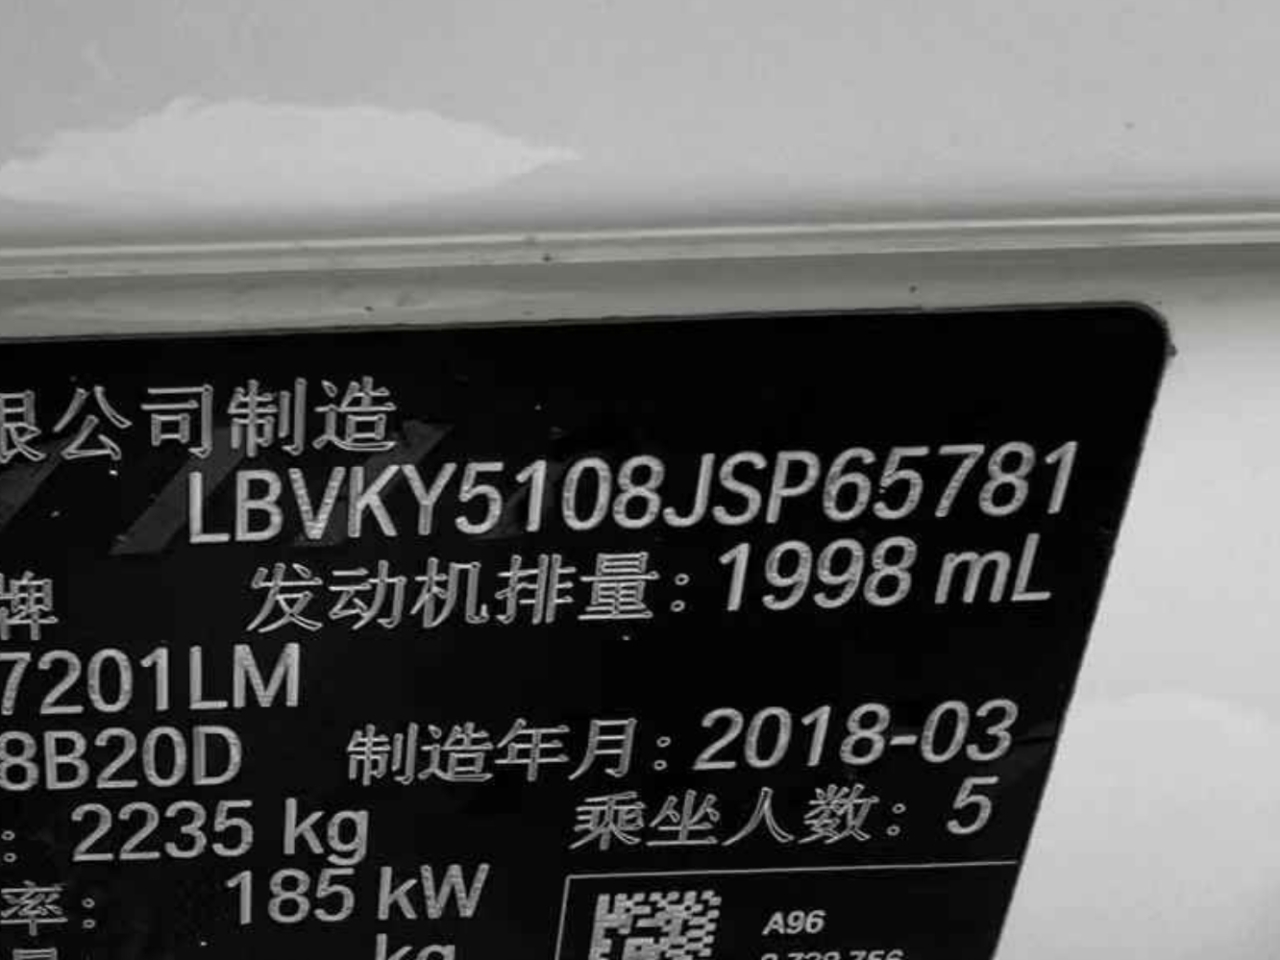 限公司制造
LBVKY5108JSP65781
牌 发动机排量: 1998 mL
7201LM
8B20D 制造年月: 2018-03
: 2235 kg 乘坐人数: 5
率: 185 kW
kg A96